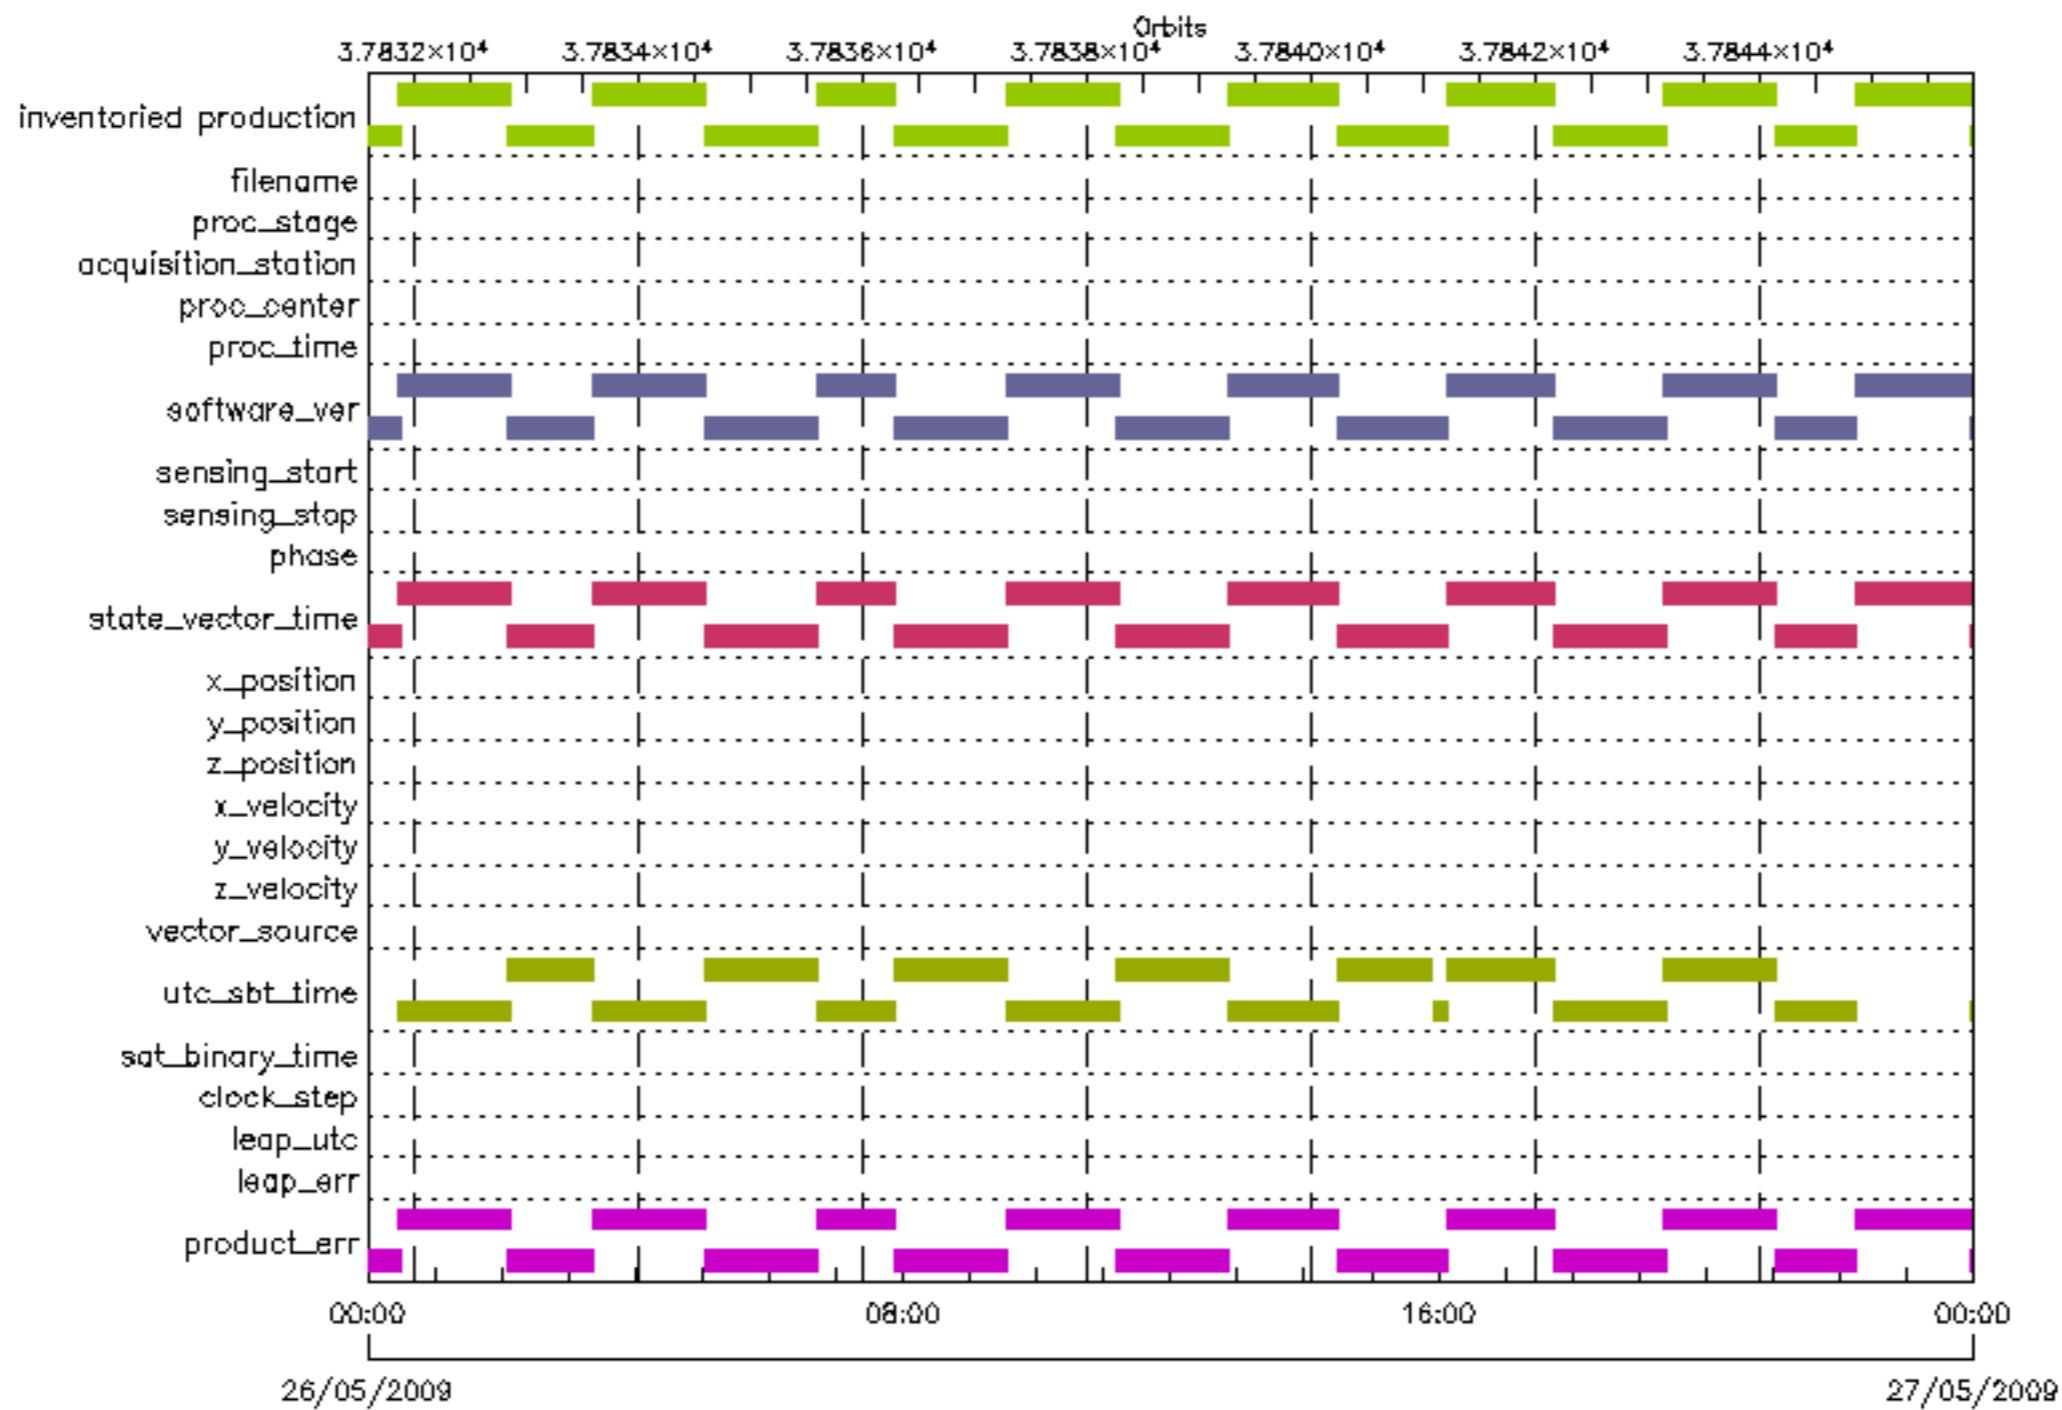 Orbits
3.7832×10⁴ 3.7834×10⁴ 3.7836×10⁴ 3.7838×10⁴ 3.7840×10⁴ 3.7842×10⁴ 3.7844×10⁴
inventoried production
filename
proc_stage
acquisition_station
proc_center
proc_time
software_ver
sensing_start
sensing_stop
phase
state_vector_time
x_position
y_position
z_position
x_velocity
y_velocity
z_velocity
vector_source
utc_sbt_time
sat_binary_time
clock_step
leap_utc
leap_err
product_err
00:00 08:00 16:00 00:00
26/05/2009 27/05/2009